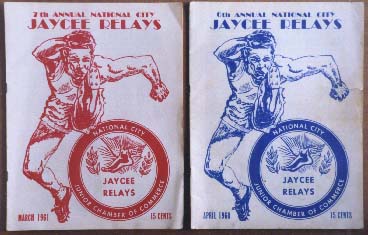 7th ANNUAL NATIONAL CITY
JAYCEE RELAYS
NATIONAL CITY
JAYCEE
RELAYS
JUNIOR CHAMBER OF COMMERCE
MARCH 1961
15 CENTS
6th ANNUAL NATIONAL CITY
JAYCEE RELAYS
NATIONAL CITY
JAYCEE
RELAYS
JUNIOR CHAMBER OF COMMERCE
APRIL 1960
15 CENTS